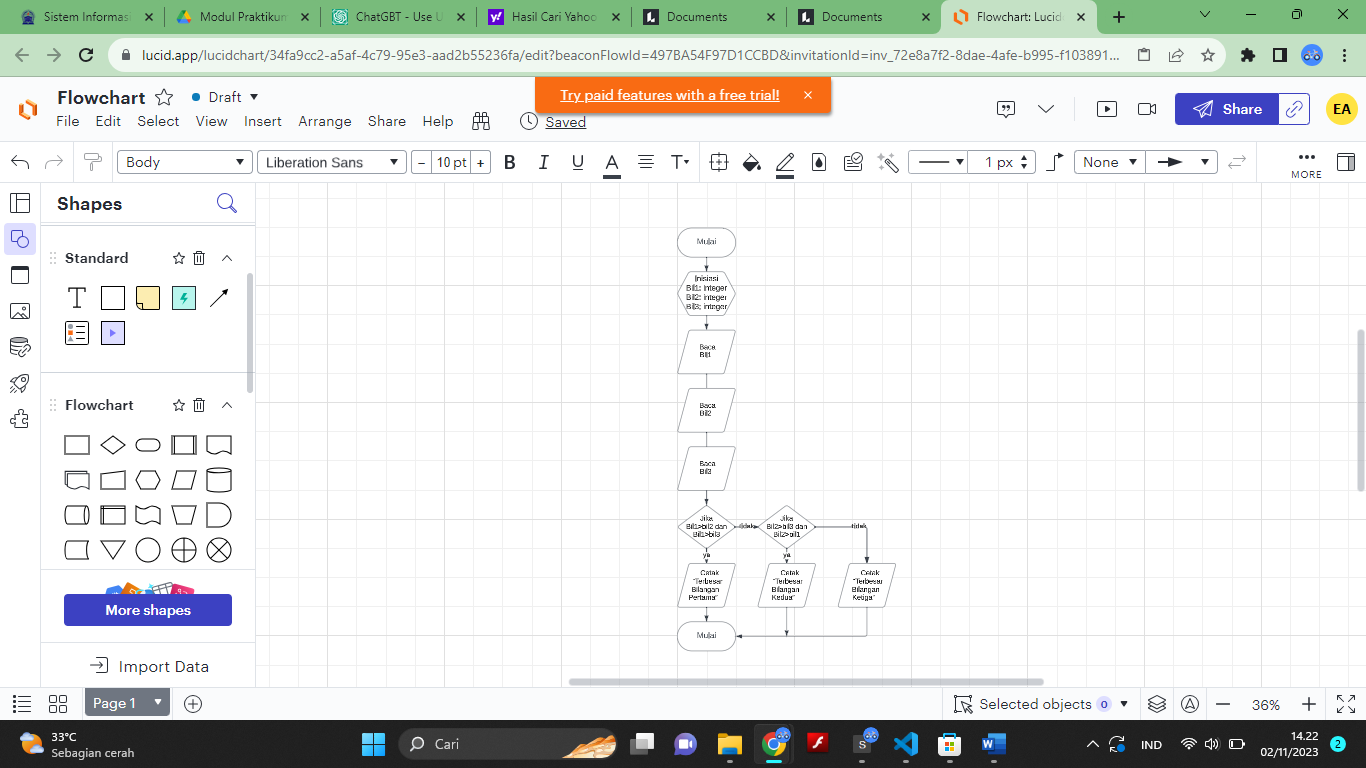 Sistem Informasi
Modul Praktikum
ChatGBT - Use U
Hasil Cari Yahoo
Documents
Documents
Flowchart: Lucid
lucid.app/lucidchart/34fa9cc2-a5af-4c79-95e3-aad2b55236fa/edit?beaconFlowId=497BA54F97D1CCBD&invitationId=inv_72e8a7f2-8dae-4afe-b995-f103891...
Flowchart
Draft
Try paid features with a free trial!
File Edit Select View Insert Arrange Share Help
Saved
Share
EA
Body
Liberation Sans
− 10 pt +
B I U A T
1 px
None
MORE
Shapes
Standard
T
Flowchart
More shapes
Import Data
Mulai
Inisiasi
Bil1: integer
Bil2: integer
Bil3: integer
Baca
Bil1
Baca
Bil2
Baca
Bil3
Jika
Bil1>bil2 dan
Bil1>bil3
tidak
Jika
Bil2>bil3 dan
Bil2>bil1
tidak
ya
ya
Cetak
"Terbesar
Bilangan
Pertama"
Cetak
"Terbesar
Bilangan
Kedua"
Cetak
"Terbesar
Bilangan
Ketiga"
Mulai
Page 1
Selected objects 0
36%
33°C
Sebagian cerah
Cari
IND
14.22
02/11/2023
2